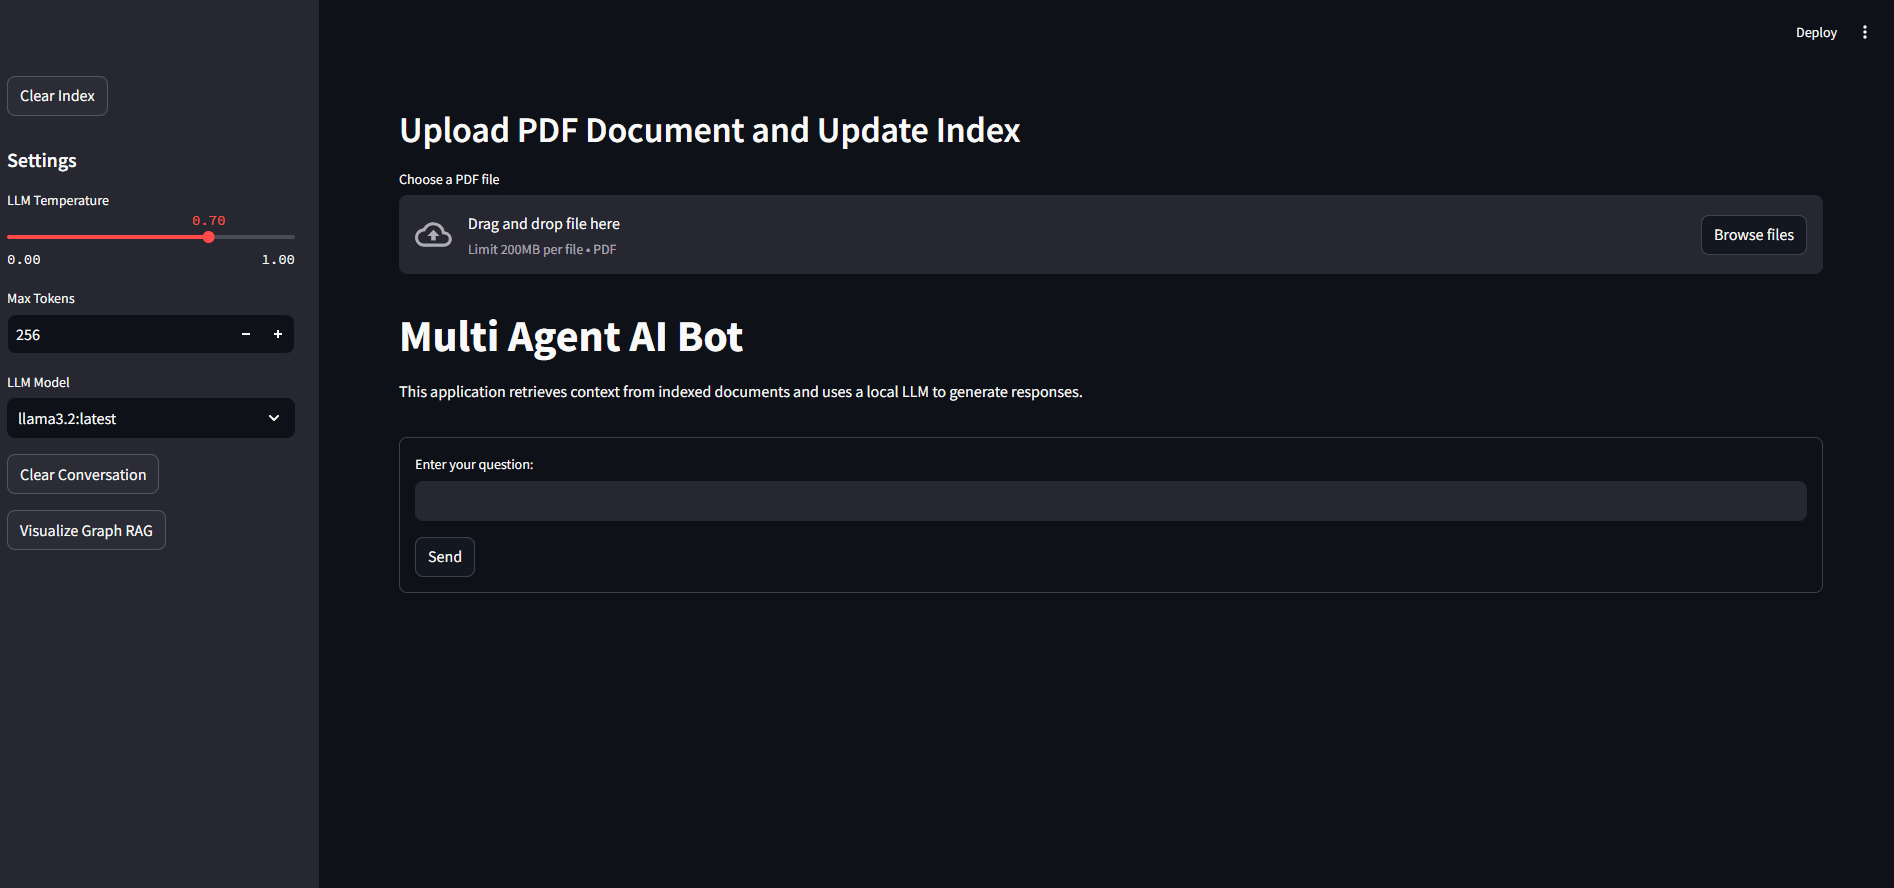 Deploy
Clear Index
Settings
LLM Temperature
0.70
0.00 1.00
Max Tokens
256
LLM Model
llama3.2:latest
Clear Conversation
Visualize Graph RAG
Upload PDF Document and Update Index
Choose a PDF file
Drag and drop file here
Limit 200MB per file • PDF
Browse files
Multi Agent AI Bot
This application retrieves context from indexed documents and uses a local LLM to generate responses.
Enter your question:
Send